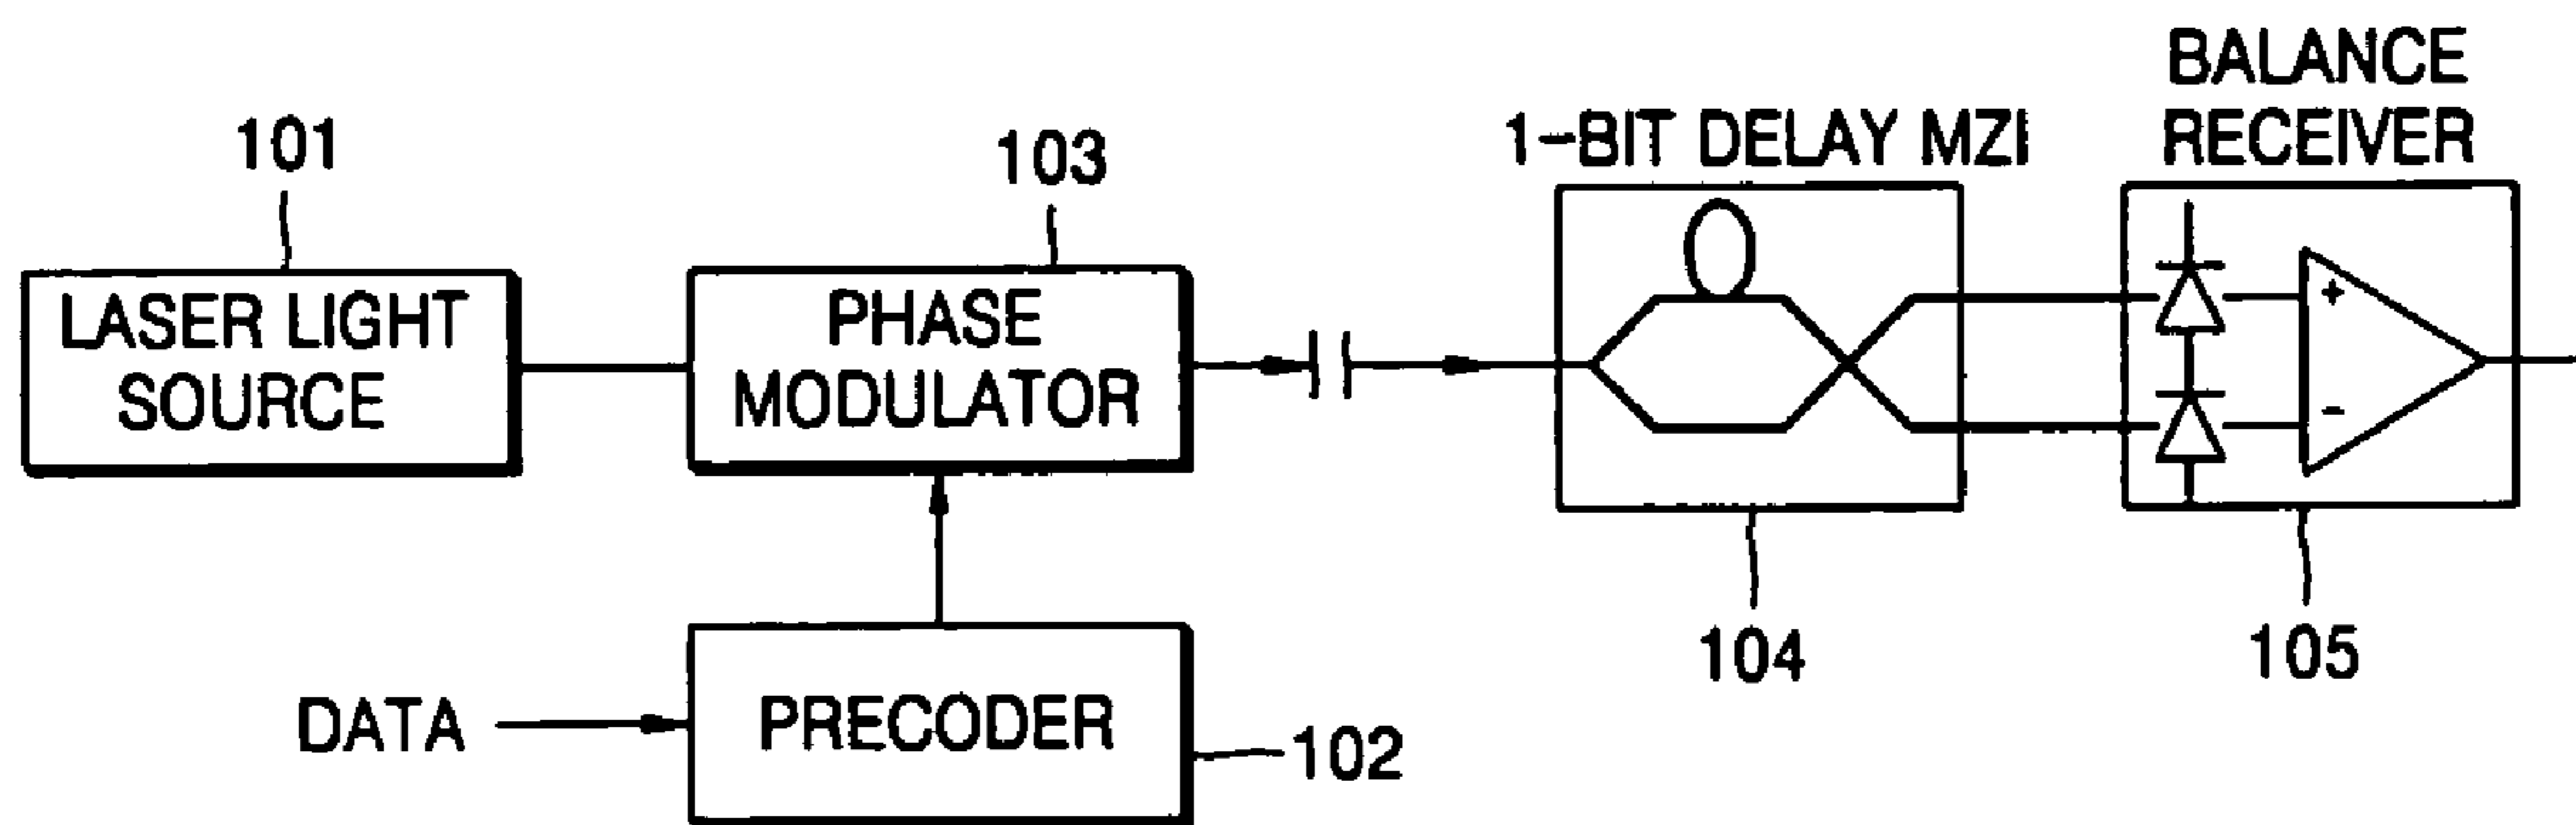 BALANCE
RECEIVER
1-BIT DELAY MZI
101
103
LASER LIGHT
SOURCE
PHASE
MODULATOR
+
-
104
105
DATA
PRECODER
102